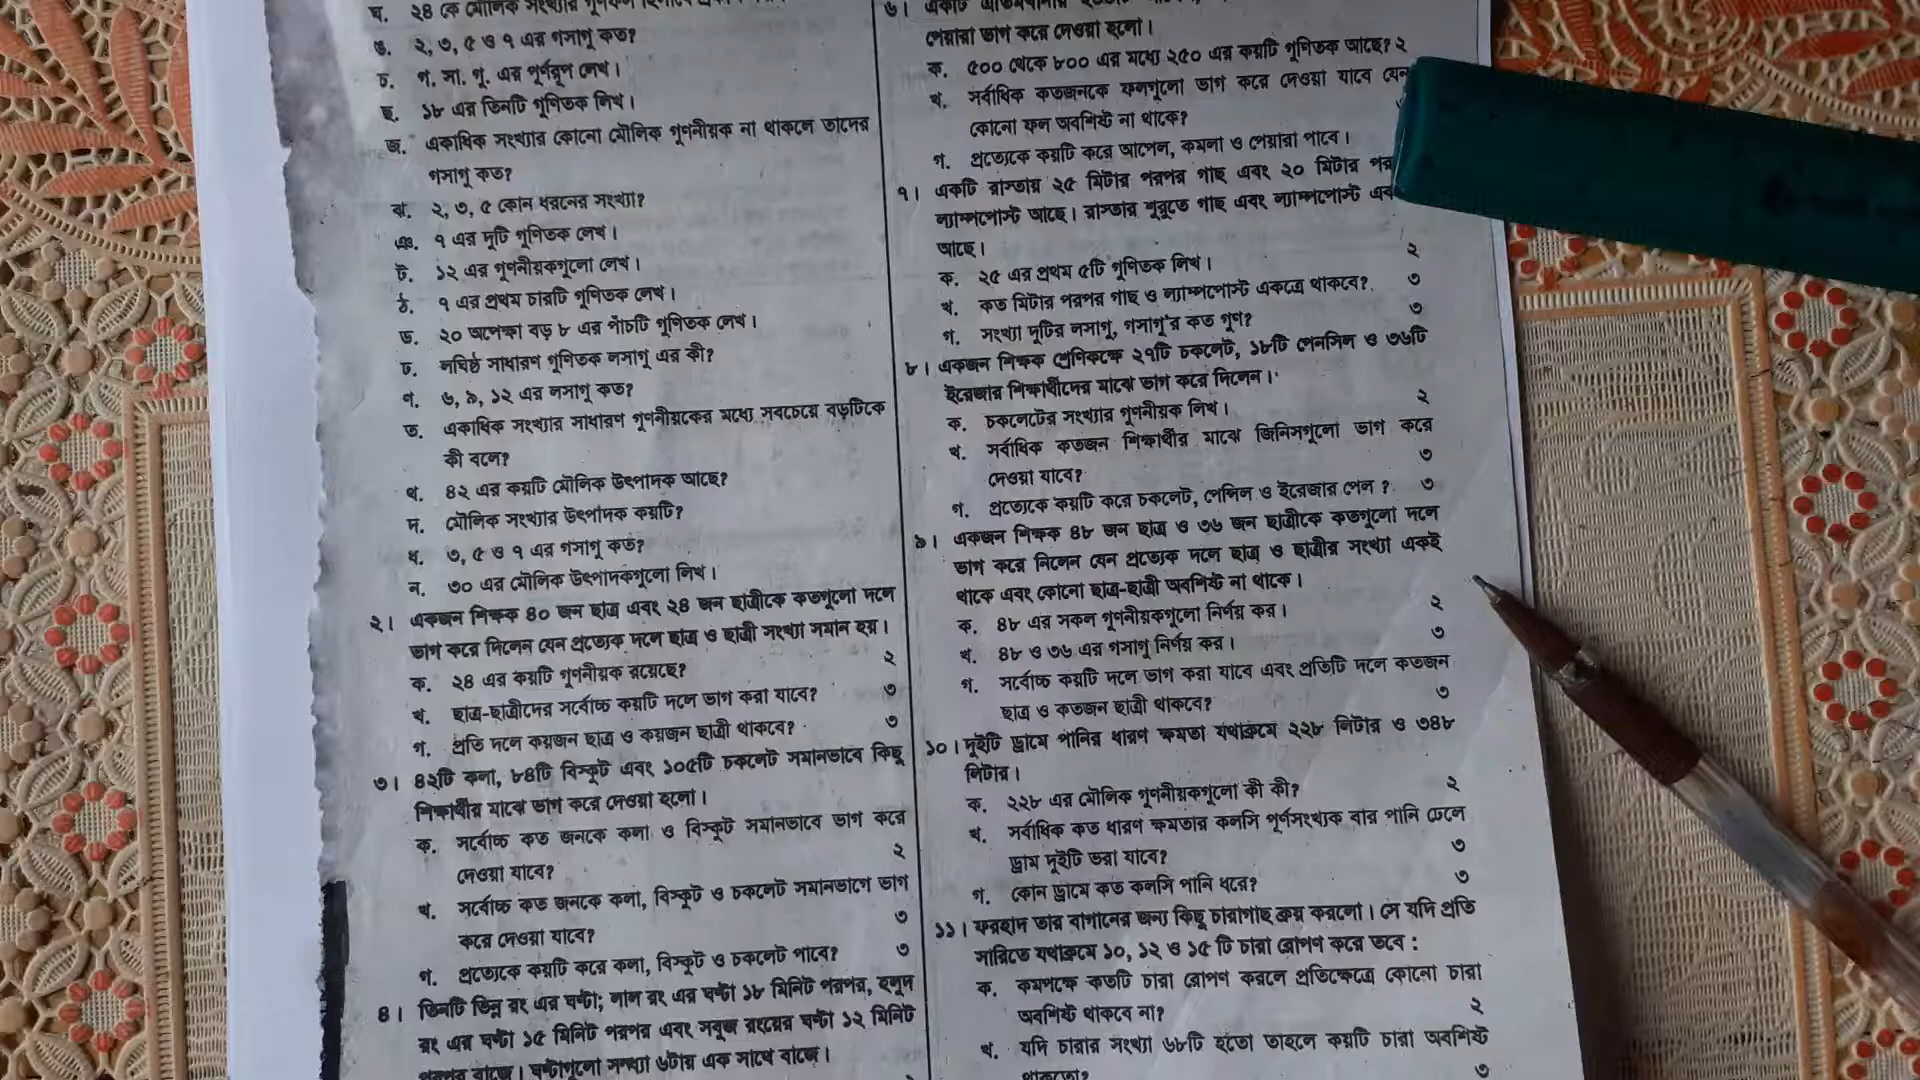 ঘ. ২৪ কে মৌলিক সংখ্যার গুণফল হিসাবে
ঙ. ২, ৩, ৫ ও ৭ এর গসাগু কত?
চ. গ. সা. গু. এর পূর্ণরূপ লেখ।
ছ. ১৮ এর তিনটি গুণিতক লিখ।
জ. একাধিক সংখ্যার কোনো মৌলিক গুণনীয়ক না থাকলে তাদের
গসাগু কত?
ঝ. ২, ৩, ৫ কোন ধরনের সংখ্যা?
ঞ. ৭ এর দুটি গুণিতক লেখ।
ট. ১২ এর গুণনীয়কগুলো লেখ।
ঠ. ৭ এর প্রথম চারটি গুণিতক লেখ।
ড. ২০ অপেক্ষা বড় ৮ এর পাঁচটি গুণিতক লেখ।
ঢ. লঘিষ্ঠ সাধারণ গুণিতক লসাগু এর কী?
ণ. ৬, ৯, ১২ এর লসাগু কত?
ত. একাধিক সংখ্যার সাধারণ গুণনীয়কের মধ্যে সবচেয়ে বড়টিকে
কী বলে?
থ. ৪২ এর কয়টি মৌলিক উৎপাদক আছে?
দ. মৌলিক সংখ্যার উৎপাদক কয়টি?
ধ. ৩, ৫ ও ৭ এর গসাগু কত?
ন. ৩০ এর মৌলিক উৎপাদকগুলো লিখ।
২। একজন শিক্ষক ৪০ জন ছাত্র এবং ২৪ জন ছাত্রীকে কতগুলো দলে
ভাগ করে দিলেন যেন প্রত্যেক দলে ছাত্র ও ছাত্রী সংখ্যা সমান হয়।
ক. ২৪ এর কয়টি গুণনীয়ক রয়েছে? ২
খ. ছাত্র-ছাত্রীদের সর্বোচ্চ কয়টি দলে ভাগ করা যাবে? ৩
গ. প্রতি দলে কয়জন ছাত্র ও কয়জন ছাত্রী থাকবে? ৩
৩। ৪২টি কলা, ৮৪টি বিস্কুট এবং ১০৫টি চকলেট সমানভাবে কিছু
শিক্ষার্থীর মাঝে ভাগ করে দেওয়া হলো।
ক. সর্বোচ্চ কত জনকে কলা ও বিস্কুট সমানভাবে ভাগ করে
দেওয়া যাবে? ২
খ. সর্বোচ্চ কত জনকে কলা, বিস্কুট ও চকলেট সমানভাগে ভাগ
করে দেওয়া যাবে? ৩
গ. প্রত্যেকে কয়টি করে কলা, বিস্কুট ও চকলেট পাবে? ৩
৪। তিনটি ভিন্ন রং এর ঘণ্টা; লাল রং এর ঘণ্টা ১৮ মিনিট পরপর, হলুদ
রং এর ঘণ্টা ১৫ মিনিট পরপর এবং সবুজ রংয়ের ঘণ্টা ১২ মিনিট
পরপর বাজে। ঘণ্টাগুলো সন্ধ্যা ৬টায় এক সাথে বাজে।
৬। একটি
পেয়ারা ভাগ করে দেওয়া হলো।
ক. ৫০০ থেকে ৮০০ এর মধ্যে ২৫০ এর কয়টি গুণিতক আছে? ২
খ. সর্বাধিক কতজনকে ফলগুলো ভাগ করে দেওয়া যাবে যেন
কোনো ফল অবশিষ্ট না থাকে?
গ. প্রত্যেকে কয়টি করে আপেল, কমলা ও পেয়ারা পাবে।
৭। একটি রাস্তায় ২৫ মিটার পরপর গাছ এবং ২০ মিটার পর
ল্যাম্পপোস্ট আছে। রাস্তার শুরুতে গাছ এবং ল্যাম্পপোস্ট এক
আছে।
ক. ২৫ এর প্রথম ৫টি গুণিতক লিখ। ২
খ. কত মিটার পরপর গাছ ও ল্যাম্পপোস্ট একত্রে থাকবে? ৩
গ. সংখ্যা দুটির লসাগু, গসাগু'র কত গুণ? ৩
৮। একজন শিক্ষক শ্রেণিকক্ষে ২৭টি চকলেট, ১৮টি পেনসিল ও ৩৬টি
ইরেজার শিক্ষার্থীদের মাঝে ভাগ করে দিলেন।
ক. চকলেটের সংখ্যার গুণনীয়ক লিখ। ২
খ. সর্বাধিক কতজন শিক্ষার্থীর মাঝে জিনিসগুলো ভাগ করে
দেওয়া যাবে? ৩
গ. প্রত্যেকে কয়টি করে চকলেট, পেন্সিল ও ইরেজার পেল? ৩
৯। একজন শিক্ষক ৪৮ জন ছাত্র ও ৩৬ জন ছাত্রীকে কতগুলো দলে
ভাগ করে নিলেন যেন প্রত্যেক দলে ছাত্র ও ছাত্রীর সংখ্যা একই
থাকে এবং কোনো ছাত্র-ছাত্রী অবশিষ্ট না থাকে।
ক. ৪৮ এর সকল গুণনীয়কগুলো নির্ণয় কর। ২
খ. ৪৮ ও ৩৬ এর গসাগু নির্ণয় কর। ৩
গ. সর্বোচ্চ কয়টি দলে ভাগ করা যাবে এবং প্রতিটি দলে কতজন
ছাত্র ও কতজন ছাত্রী থাকবে? ৩
১০। দুইটি ড্রামে পানির ধারণ ক্ষমতা যথাক্রমে ২২৮ লিটার ও ৩৪৮
লিটার।
ক. ২২৮ এর মৌলিক গুণনীয়কগুলো কী কী? ২
খ. সর্বাধিক কত ধারণ ক্ষমতার কলসি পূর্ণসংখ্যক বার পানি ঢেলে
ড্রাম দুইটি ভরা যাবে? ৩
গ. কোন ড্রামে কত কলসি পানি ধরে? ৩
১১। ফরহাদ তার বাগানের জন্য কিছু চারাগাছ ক্রয় করলো। সে যদি প্রতি
সারিতে যথাক্রমে ১০, ১২ ও ১৫ টি চারা রোপণ করে তবে :
ক. কমপক্ষে কতটি চারা রোপণ করলে প্রতিক্ষেত্রে কোনো চারা
অবশিষ্ট থাকবে না? ২
খ. যদি চারার সংখ্যা ৬৮টি হতো তাহলে কয়টি চারা অবশিষ্ট
থাকতো? ৩